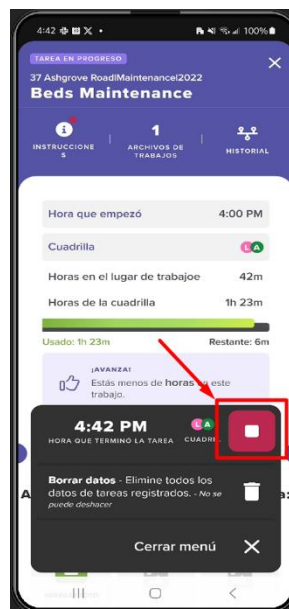 4:42
100%
TAREA EN PROGRESO
37 Ashgrove Road|Maintenance|2022
Beds Maintenance
1
INSTRUCCIONE
S
ARCHIVOS DE
TRABAJOS
HISTORIAL
Hora que empezó 4:00 PM
Cuadrilla L A
Horas en el lugar de trabajoe 42m
Horas de la cuadrilla 1h 23m
Usado: 1h 23m Restante: 6m
¡AVANZA!
Estás menos de horas en este
trabajo.
4:42 PM L A
HORA QUE TERMINÓ LA TAREA
Borrar datos - Elimine todos los
datos de tareas registrados. - No se
puede deshacer
Cerrar menú